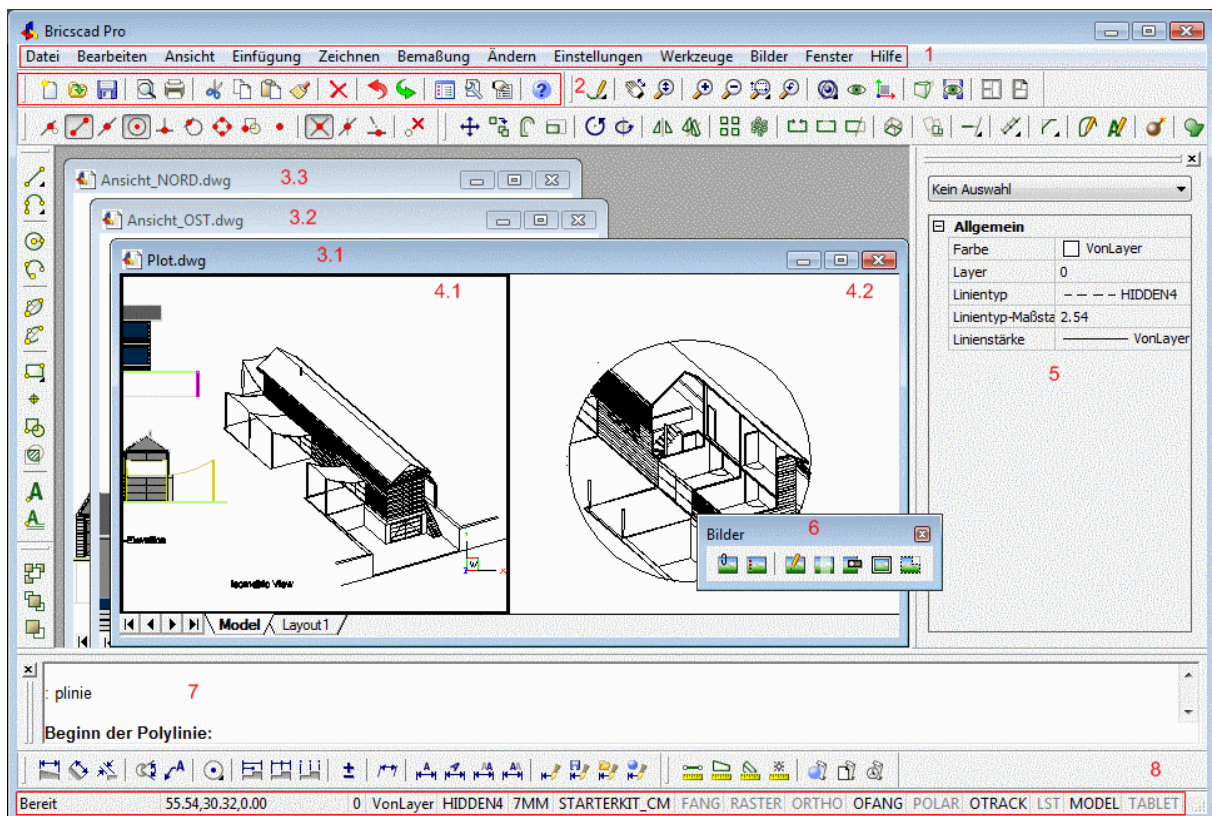 Bricscad Pro
Datei Bearbeiten Ansicht Einfügung Zeichnen Bemaßung Ändern Einstellungen Werkzeuge Bilder Fenster Hilfe 1
2
Ansicht_NORD.dwg 3.3
Ansicht_OST.dwg 3.2
Plot.dwg 3.1
4.1
4.2
Elevation
Isometric View
W
Model Layout1
Kein Auswahl
Allgemein
Farbe VonLayer
Layer 0
Linientyp HIDDEN4
Linientyp-Maßsta 2.54
Linienstärke VonLayer
5
6
Bilder
: plinie
7
Beginn der Polylinie:
8
Bereit 55.54,30.32,0.00 0 VonLayer HIDDEN4 7MM STARTERKIT_CM FANG RASTER ORTHO OFANG POLAR OTRACK LST MODEL TABLET